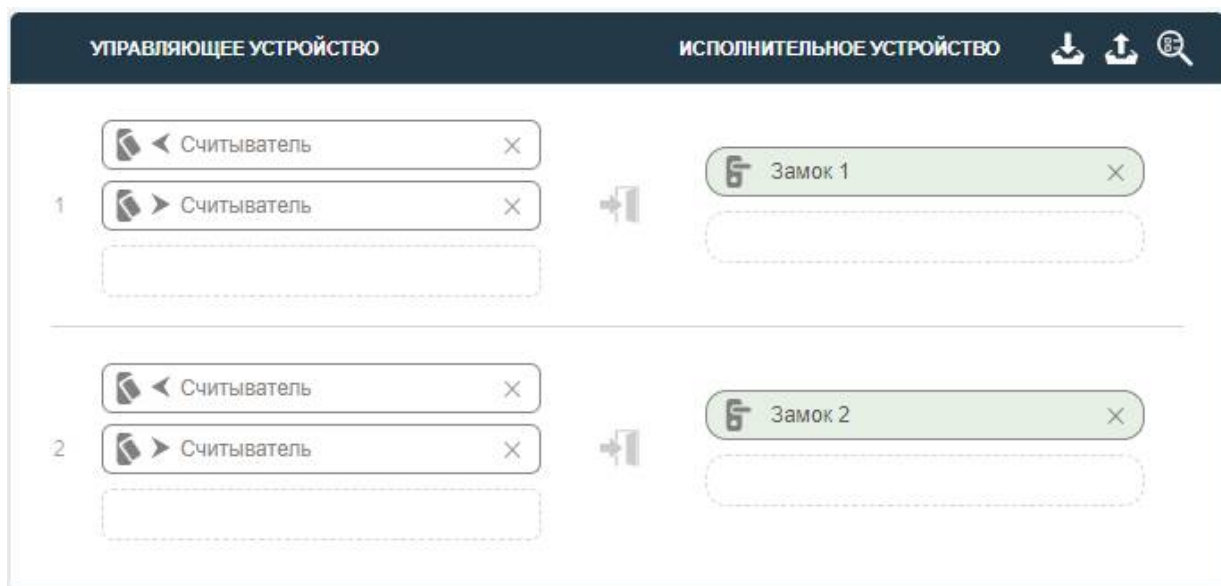 УПРАВЛЯЮЩЕЕ УСТРОЙСТВО ИСПОЛНИТЕЛЬНОЕ УСТРОЙСТВО
1
Считыватель
Считыватель
Замок 1
2
Считыватель
Считыватель
Замок 2